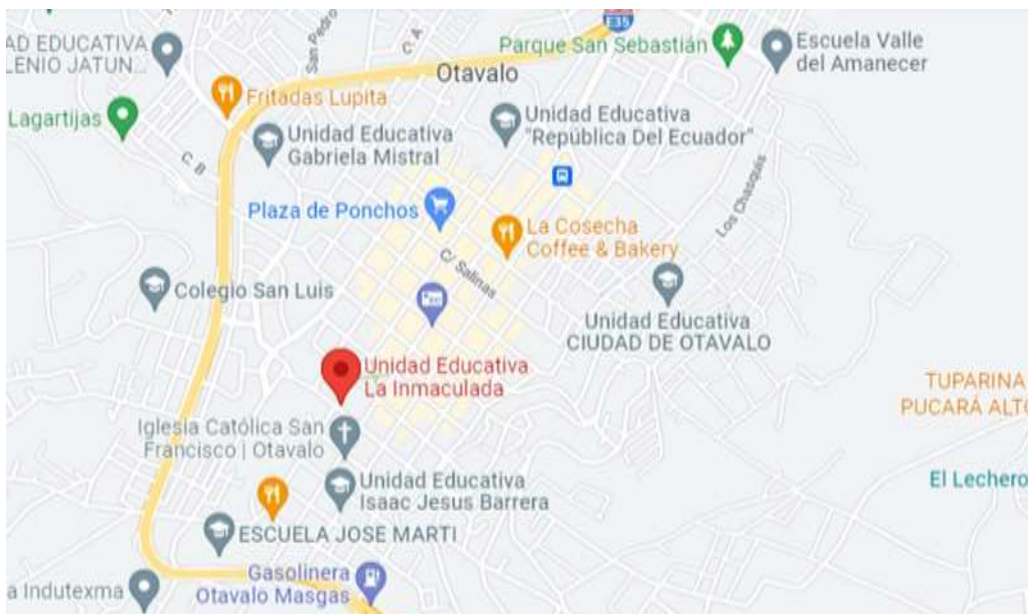 E35
AD EDUCATIVA
LENIO JATUN...
San Pedro
C A
Parque San Sebastián
Escuela Valle
del Amanecer
Otavalo
Fritadas Lupita
Lagartijas
Unidad Educativa
"República Del Ecuador"
Unidad Educativa
Gabriela Mistral
C B
Los Chasquis
Plaza de Ponchos
La Cosecha
Coffee & Bakery
C/ Salinas
Colegio San Luis
Unidad Educativa
CIUDAD DE OTAVALO
Unidad Educativa
La Inmaculada
TUPARINA
PUCARÁ ALTO
Iglesia Católica San
Francisco | Otavalo
Unidad Educativa
Isaac Jesus Barrera
El Lechero
ESCUELA JOSE MARTI
Gasolinera
Otavalo Masgas
a Indutexma